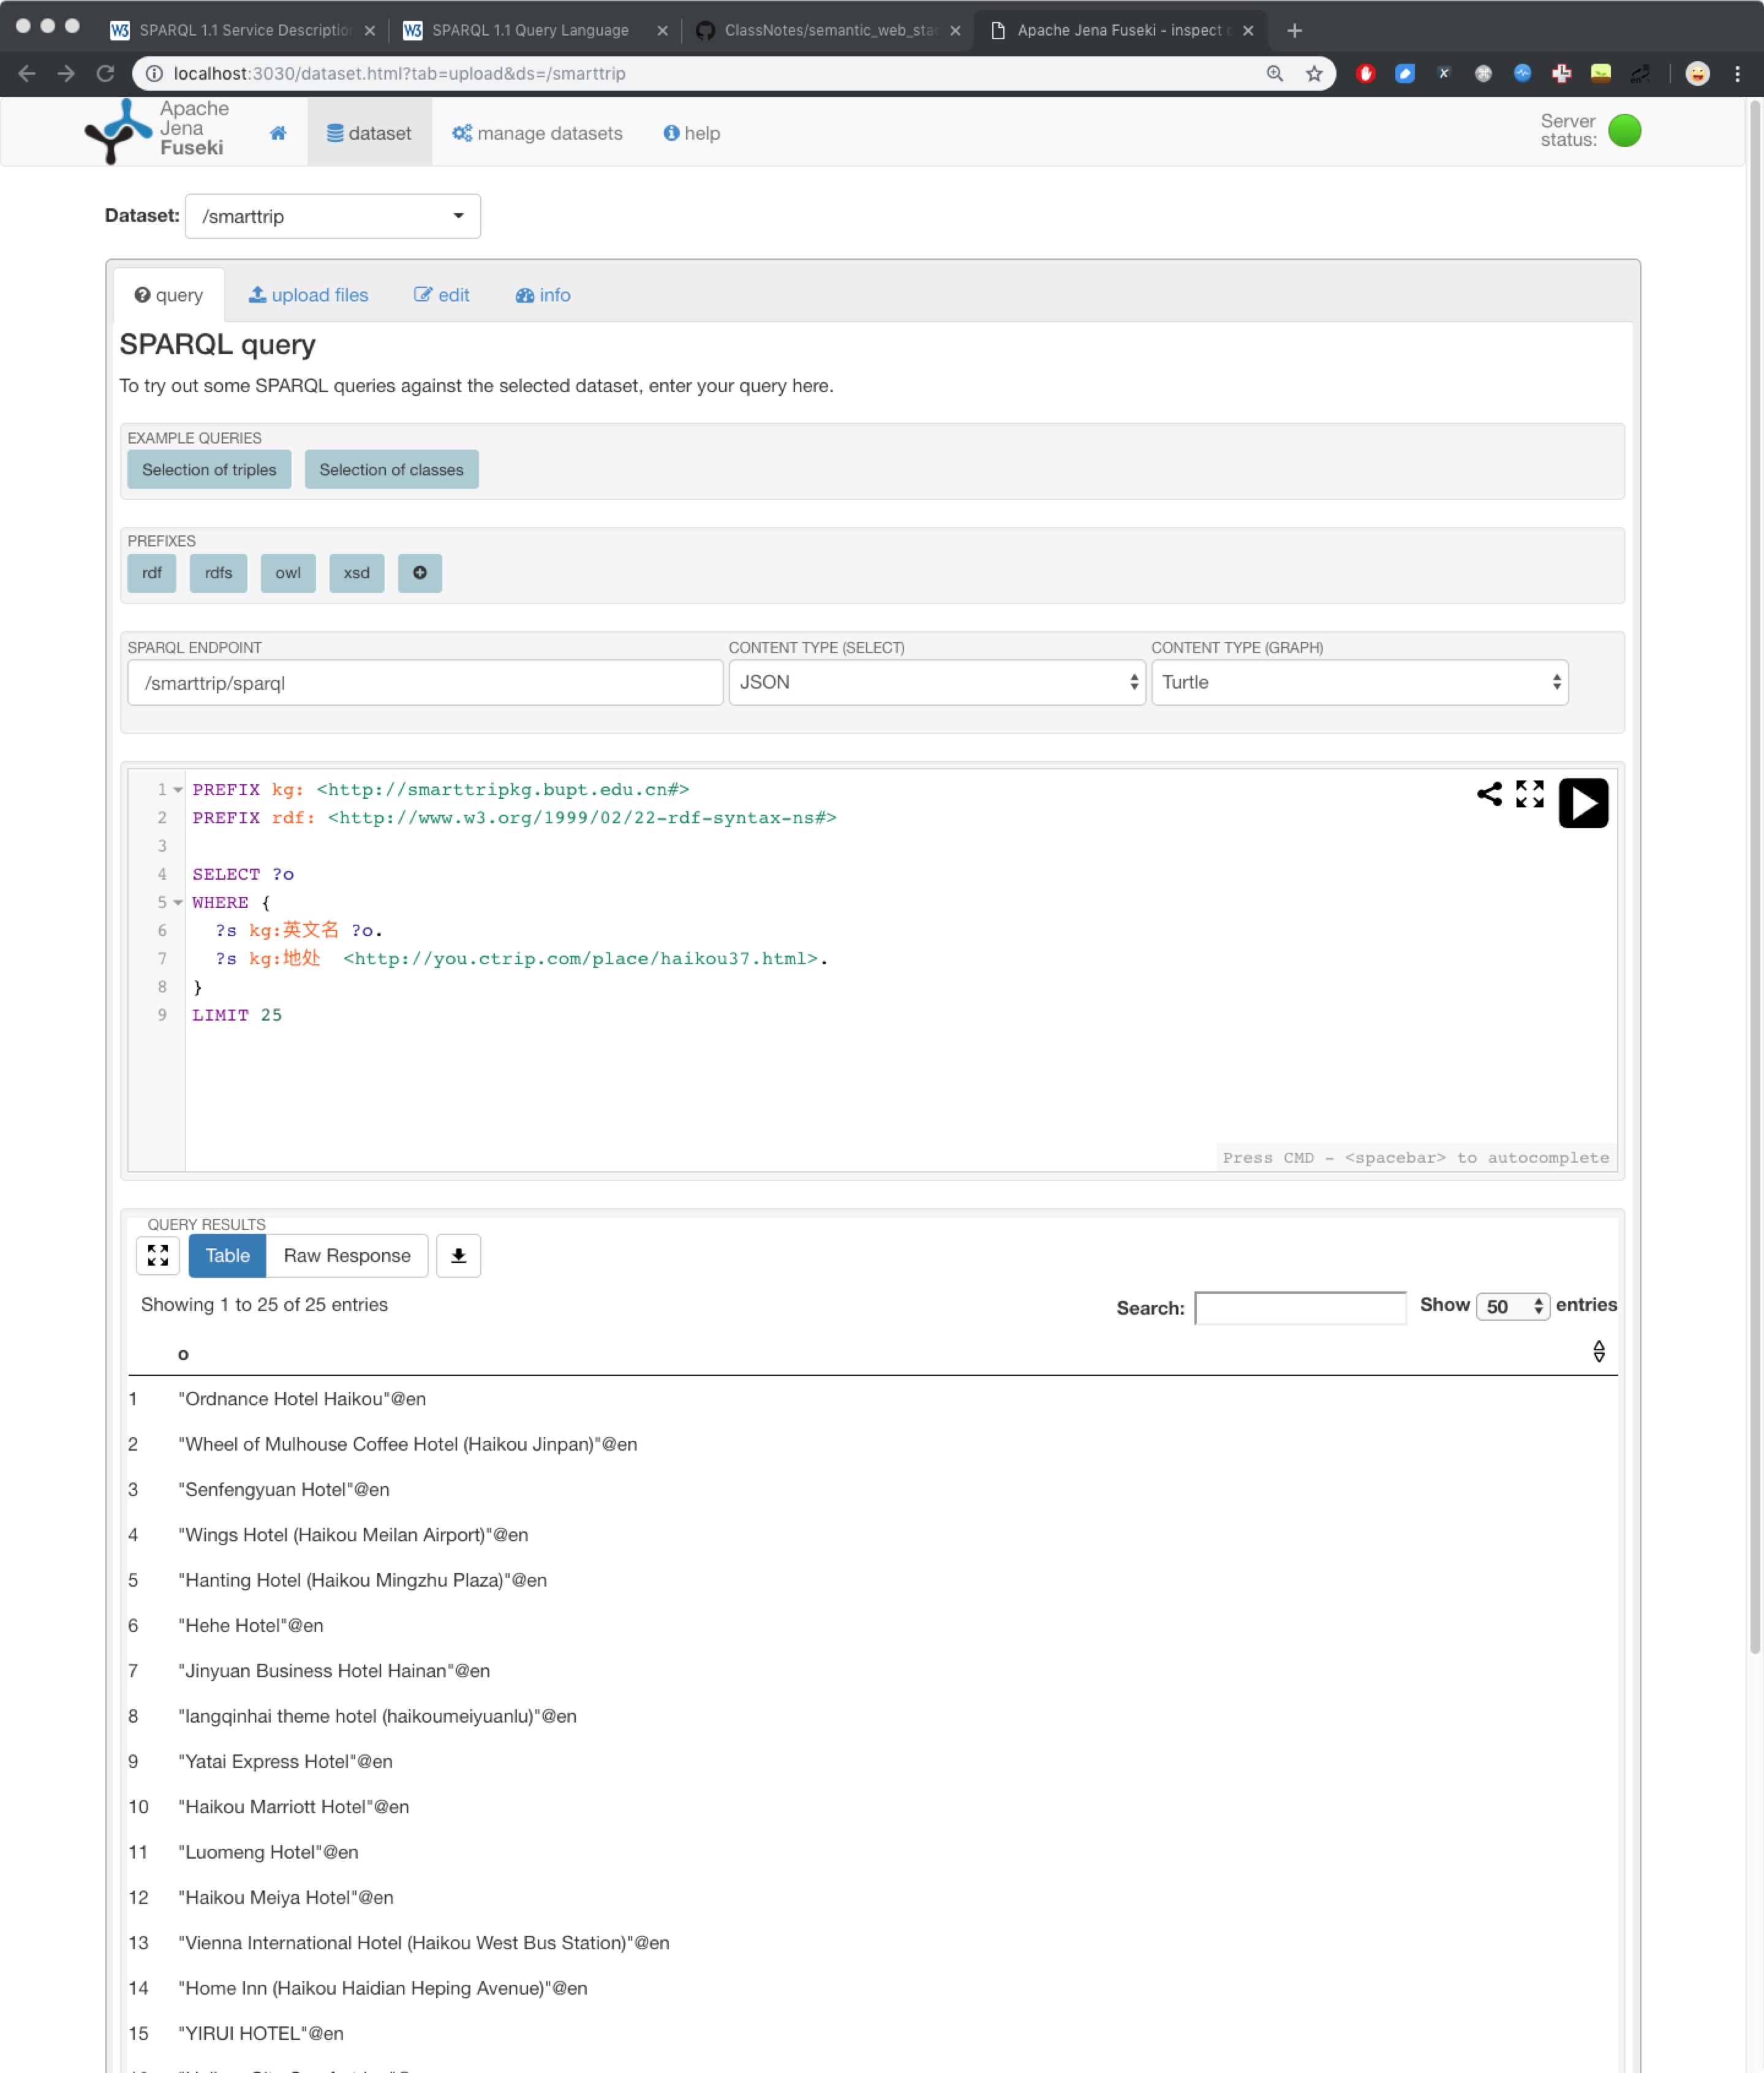 SPARQL 1.1 Service Description
SPARQL 1.1 Query Language
ClassNotes/semantic_web_sta
Apache Jena Fuseki - inspect
localhost:3030/dataset.html?tab=upload&ds=/smarttrip
Apache
Jena
Fuseki
dataset
manage datasets
help
Server
status:
Dataset: /smarttrip
query
upload files
edit
info
SPARQL query
To try out some SPARQL queries against the selected dataset, enter your query here.
EXAMPLE QUERIES
Selection of triples
Selection of classes
PREFIXES
rdf
rdfs
owl
xsd
SPARQL ENDPOINT
CONTENT TYPE (SELECT)
CONTENT TYPE (GRAPH)
/smarttrip/sparql
JSON
Turtle
1 PREFIX kg: <http://smarttripkg.bupt.edu.cn#>
2 PREFIX rdf: <http://www.w3.org/1999/02/22-rdf-syntax-ns#>
3
4 SELECT ?o
5 WHERE {
6 ?s kg:英文名 ?o.
7 ?s kg:地处 <http://you.ctrip.com/place/haikou37.html>.
8 }
9 LIMIT 25
Press CMD - <spacebar> to autocomplete
QUERY RESULTS
Table
Raw Response
Showing 1 to 25 of 25 entries
Search:
Show 50 entries
o
1 "Ordnance Hotel Haikou"@en
2 "Wheel of Mulhouse Coffee Hotel (Haikou Jinpan)"@en
3 "Senfengyuan Hotel"@en
4 "Wings Hotel (Haikou Meilan Airport)"@en
5 "Hanting Hotel (Haikou Mingzhu Plaza)"@en
6 "Hehe Hotel"@en
7 "Jinyuan Business Hotel Hainan"@en
8 "langqinhai theme hotel (haikoumeiyuanlu)"@en
9 "Yatai Express Hotel"@en
10 "Haikou Marriott Hotel"@en
11 "Luomeng Hotel"@en
12 "Haikou Meiya Hotel"@en
13 "Vienna International Hotel (Haikou West Bus Station)"@en
14 "Home Inn (Haikou Haidian Heping Avenue)"@en
15 "YIRUI HOTEL"@en